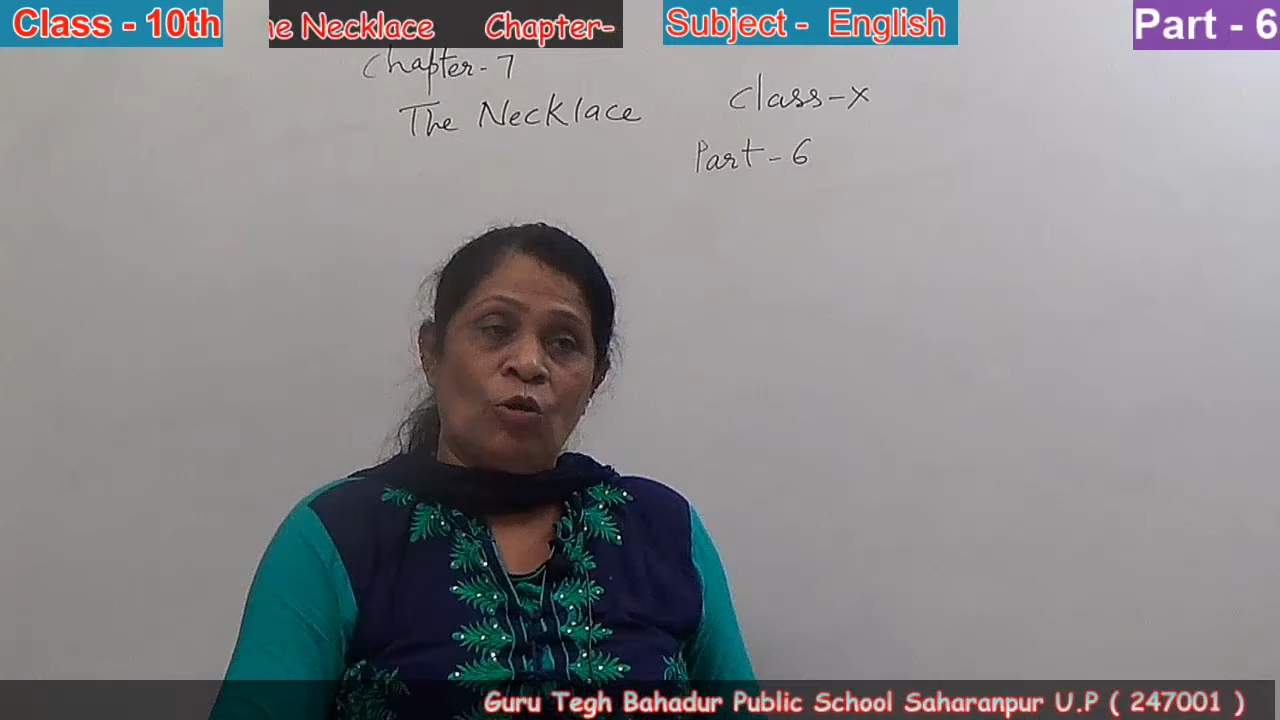 Class - 10th
he Necklace Chapter-
Subject - English
Part - 6
Chapter-7
The Necklace
Class-X
Part-6
Guru Tegh Bahadur Public School Saharanpur U.P ( 247001 )